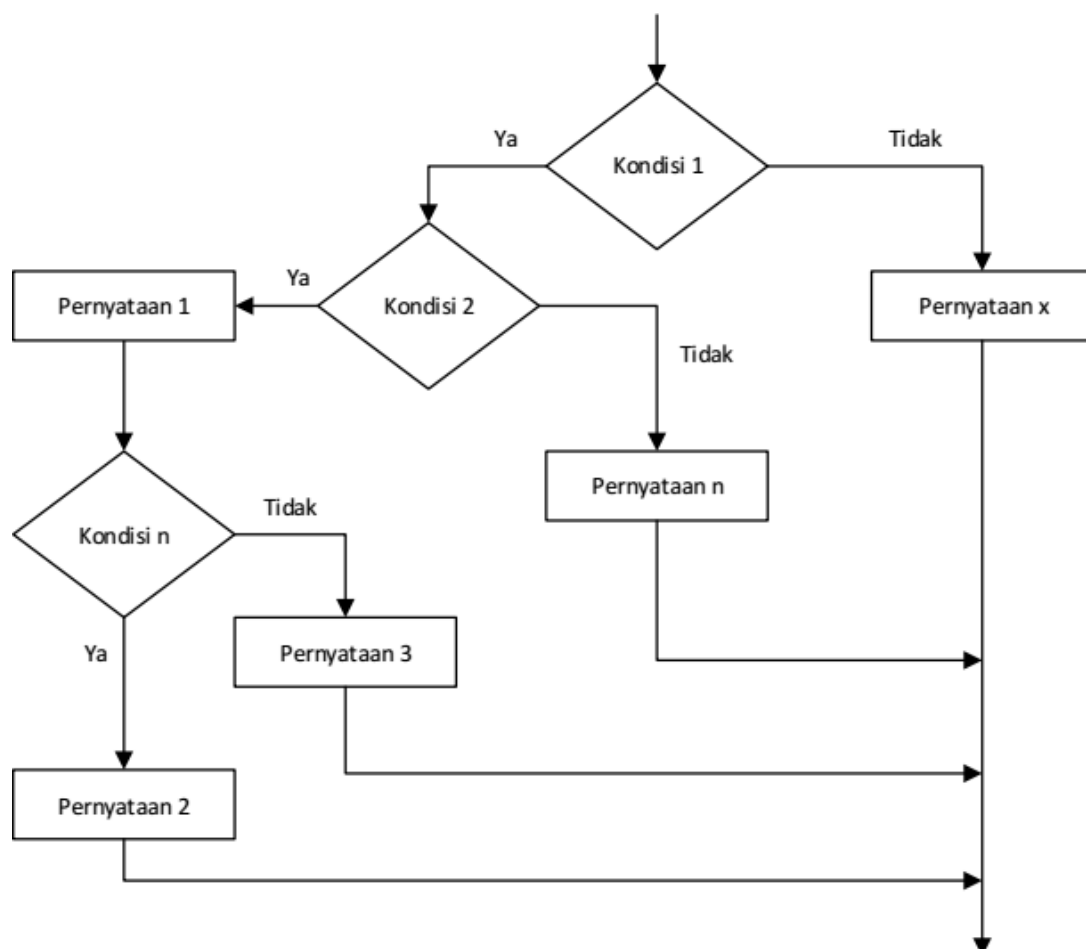 Ya
Tidak
Kondisi 1
Ya
Pernyataan 1
Kondisi 2
Pernyataan x
Tidak
Pernyataan n
Tidak
Kondisi n
Ya
Pernyataan 3
Pernyataan 2